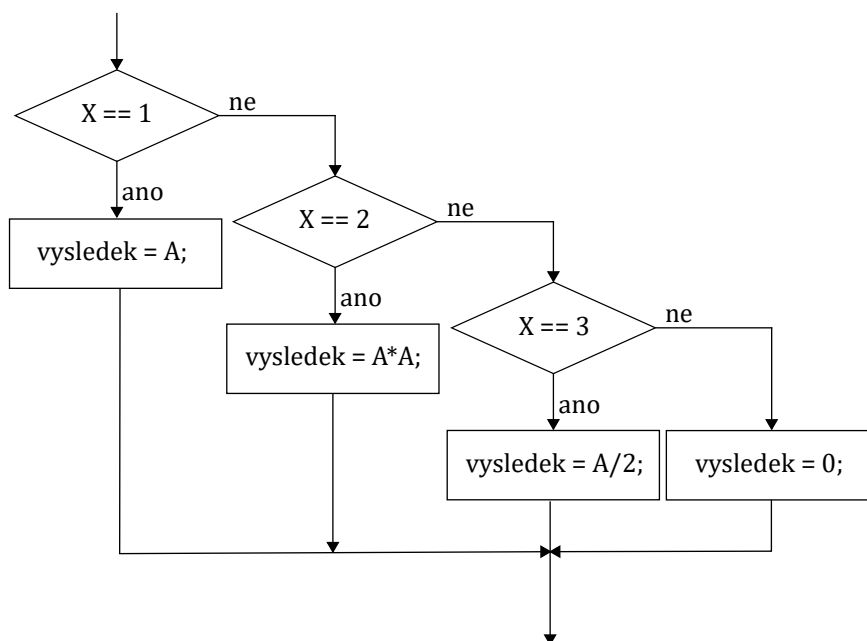 X == 1
ne
ano
vysledek = A;
X == 2
ne
ano
vysledek = A*A;
X == 3
ne
ano
vysledek = A/2;
vysledek = 0;